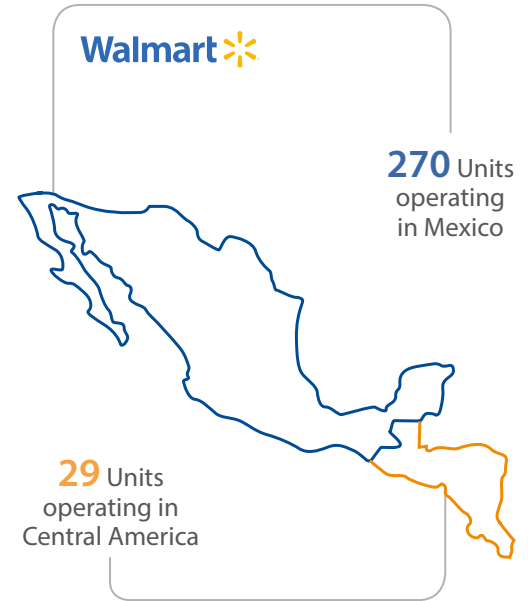 Walmart
270 Units
operating
in Mexico
29 Units
operating in
Central America